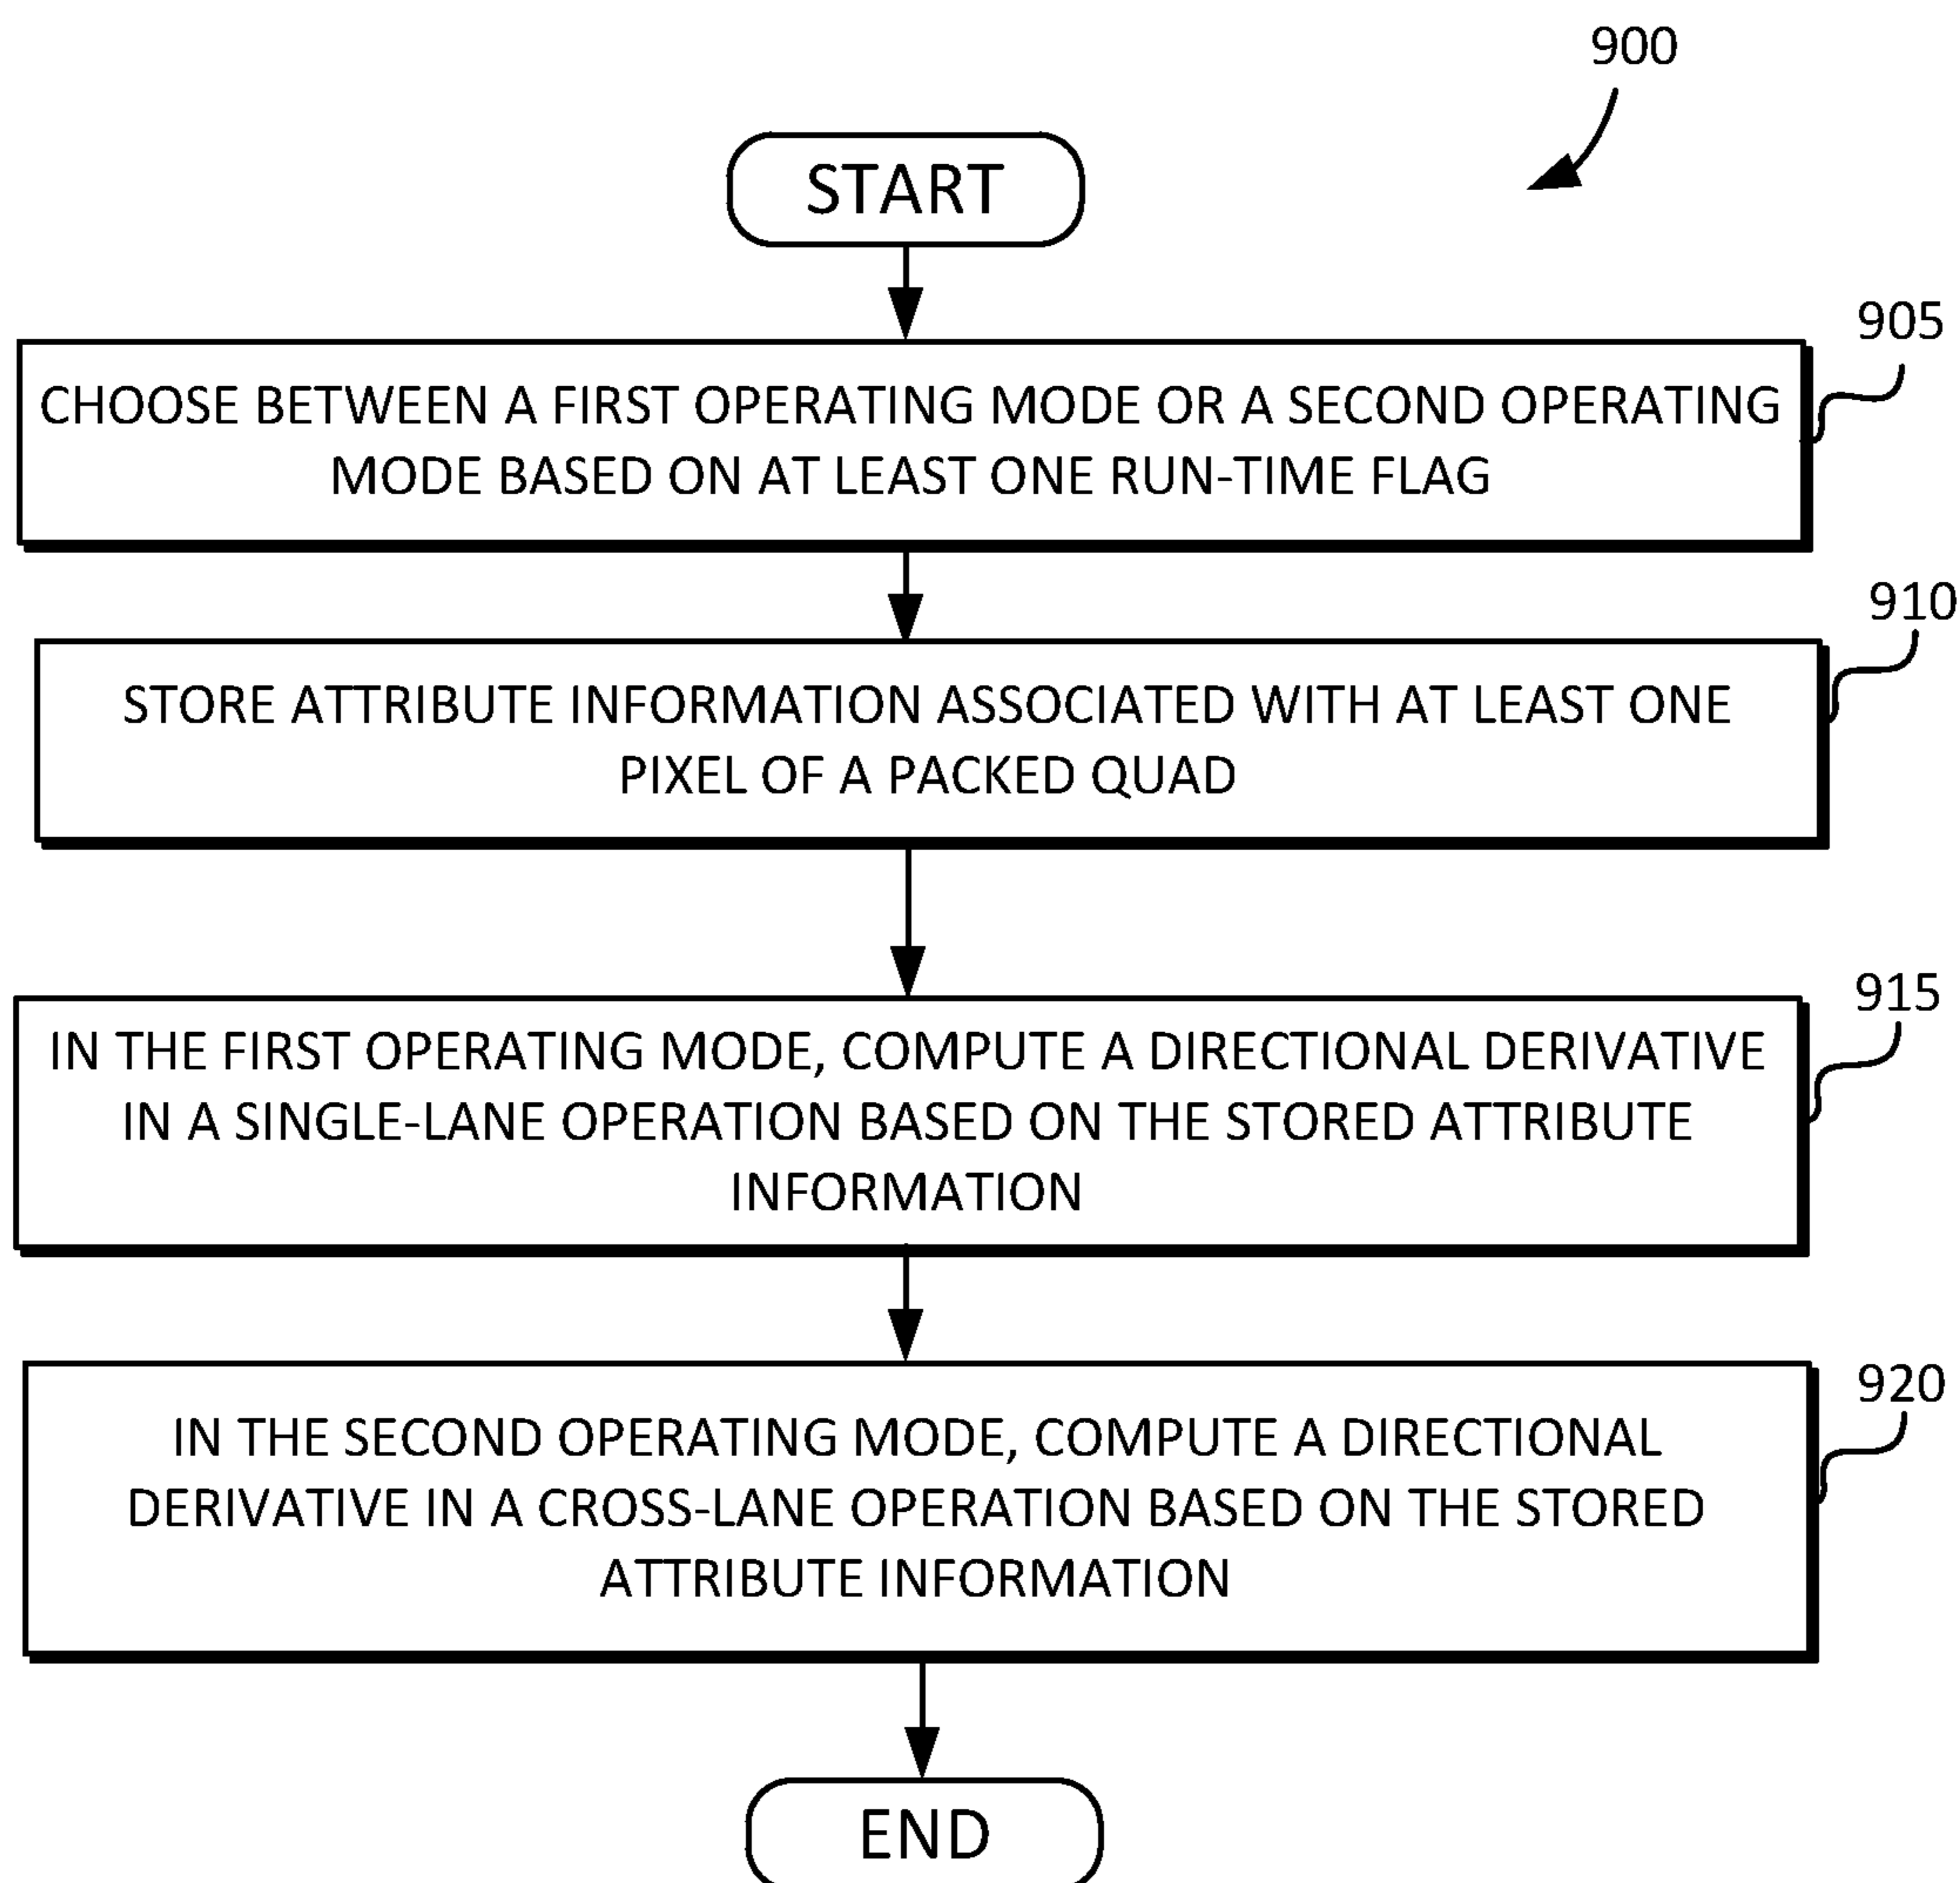 900
START
905
CHOOSE BETWEEN A FIRST OPERATING MODE OR A SECOND OPERATING
MODE BASED ON AT LEAST ONE RUN-TIME FLAG
910
STORE ATTRIBUTE INFORMATION ASSOCIATED WITH AT LEAST ONE
PIXEL OF A PACKED QUAD
915
IN THE FIRST OPERATING MODE, COMPUTE A DIRECTIONAL DERIVATIVE
IN A SINGLE-LANE OPERATION BASED ON THE STORED ATTRIBUTE
INFORMATION
920
IN THE SECOND OPERATING MODE, COMPUTE A DIRECTIONAL
DERIVATIVE IN A CROSS-LANE OPERATION BASED ON THE STORED
ATTRIBUTE INFORMATION
END